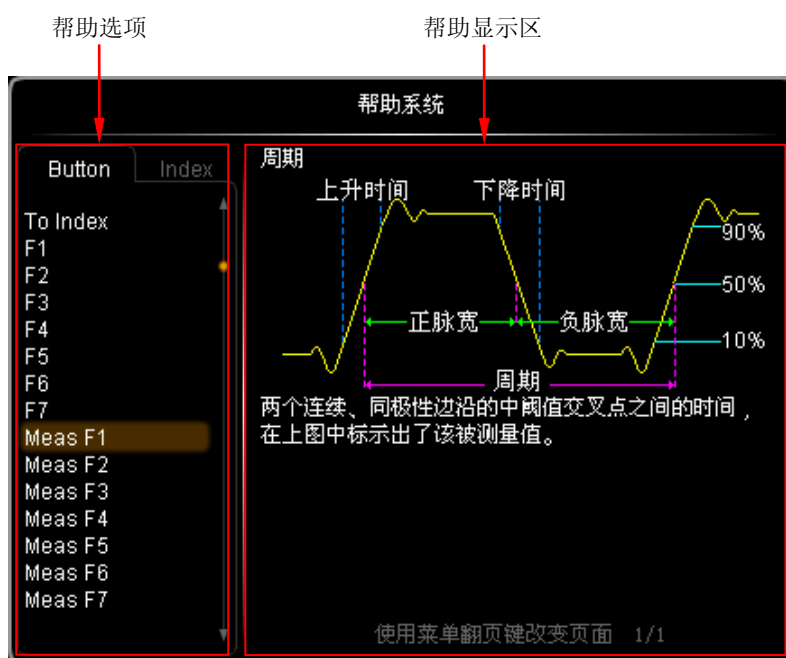 帮助选项
帮助显示区
帮助系统
Button
Index
To Index
F1
F2
F3
F4
F5
F6
F7
Meas F1
Meas F2
Meas F3
Meas F4
Meas F5
Meas F6
Meas F7
周期
上升时间
下降时间
90%
50%
正脉宽
负脉宽
10%
周期
两个连续、同极性边沿的中阈值交叉点之间的时间，
在上图中标示出了该被测量值。
使用菜单翻页键改变页面 1/1